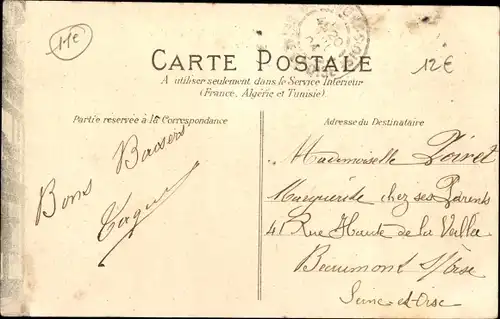 11€
CARTE POSTALE
12€
A utiliser seulement dans le Service Intérieur
(France, Algérie et Tunisie).
Partie réservée à la Correspondance
Adresse du Destinataire
Bons Baisers
Mademoiselle Poiret
Marguerite chez ses Parents
41 Rue Haute de la Vallée
Beaumont s/Oise
Seine-et-Oise